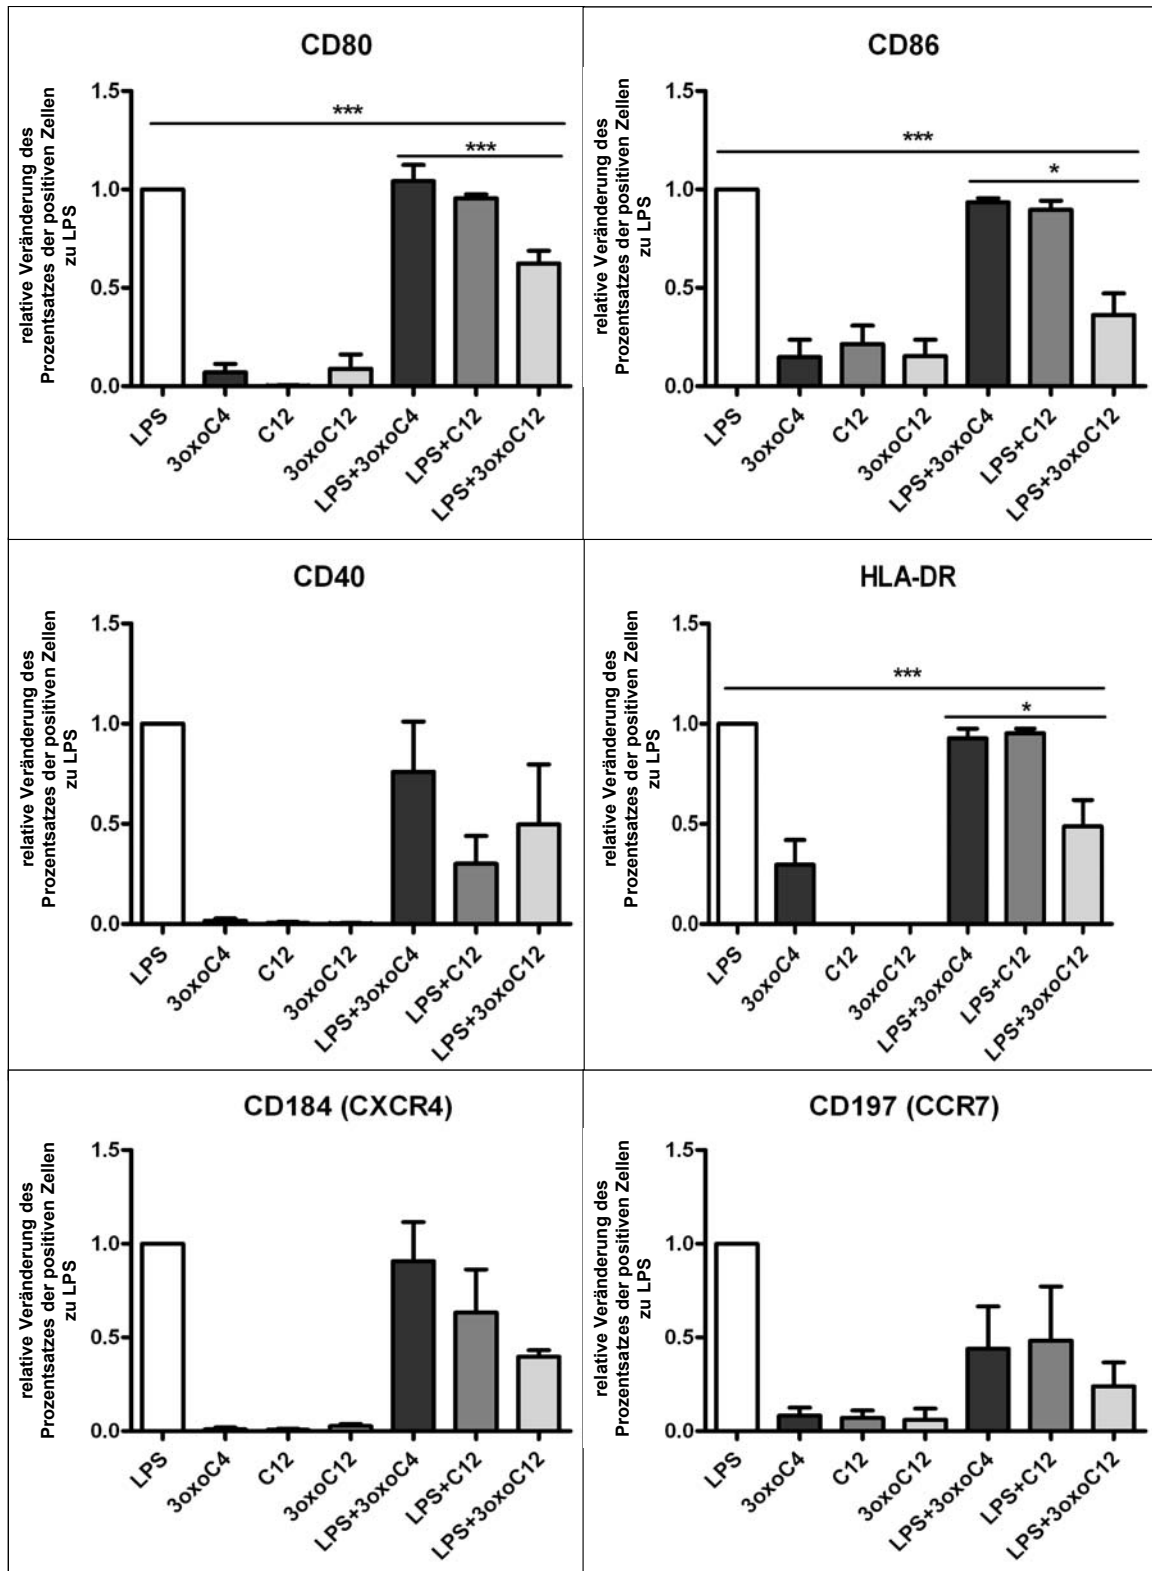 CD80
relative Veränderung des
Prozentsatzes der positiven Zellen
zu LPS
1.5
1.0
0.5
0.0
***
***
LPS
3oxoC4
C12
3oxoC12
LPS+3oxoC4
LPS+C12
LPS+3oxoC12
CD86
relative Veränderung des
Prozentsatzes der positiven Zellen
zu LPS
1.5
1.0
0.5
0.0
***
*
LPS
3oxoC4
C12
3oxoC12
LPS+3oxoC4
LPS+C12
LPS+3oxoC12
CD40
relative Veränderung des
Prozentsatzes der positiven Zellen
zu LPS
1.5
1.0
0.5
0.0
LPS
3oxoC4
C12
3oxoC12
LPS+3oxoC4
LPS+C12
LPS+3oxoC12
HLA-DR
relative Veränderung des
Prozentsatzes der positiven Zellen
zu LPS
1.5
1.0
0.5
0.0
***
*
LPS
3oxoC4
C12
3oxoC12
LPS+3oxoC4
LPS+C12
LPS+3oxoC12
CD184 (CXCR4)
relative Veränderung des
Prozentsatzes der positiven Zellen
zu LPS
1.5
1.0
0.5
0.0
LPS
3oxoC4
C12
3oxoC12
LPS+3oxoC4
LPS+C12
LPS+3oxoC12
CD197 (CCR7)
relative Veränderung des
Prozentsatzes der positiven Zellen
zu LPS
1.5
1.0
0.5
0.0
LPS
3oxoC4
C12
3oxoC12
LPS+3oxoC4
LPS+C12
LPS+3oxoC12